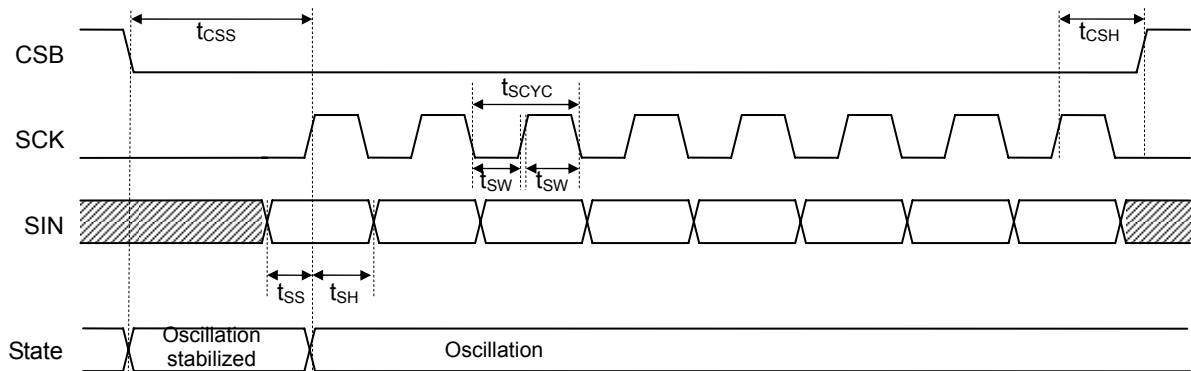 tCSS
tCSH
CSB
tSCYC
SCK
tSW tSW
SIN
tSS tSH
State
Oscillation
stabilized
Oscillation